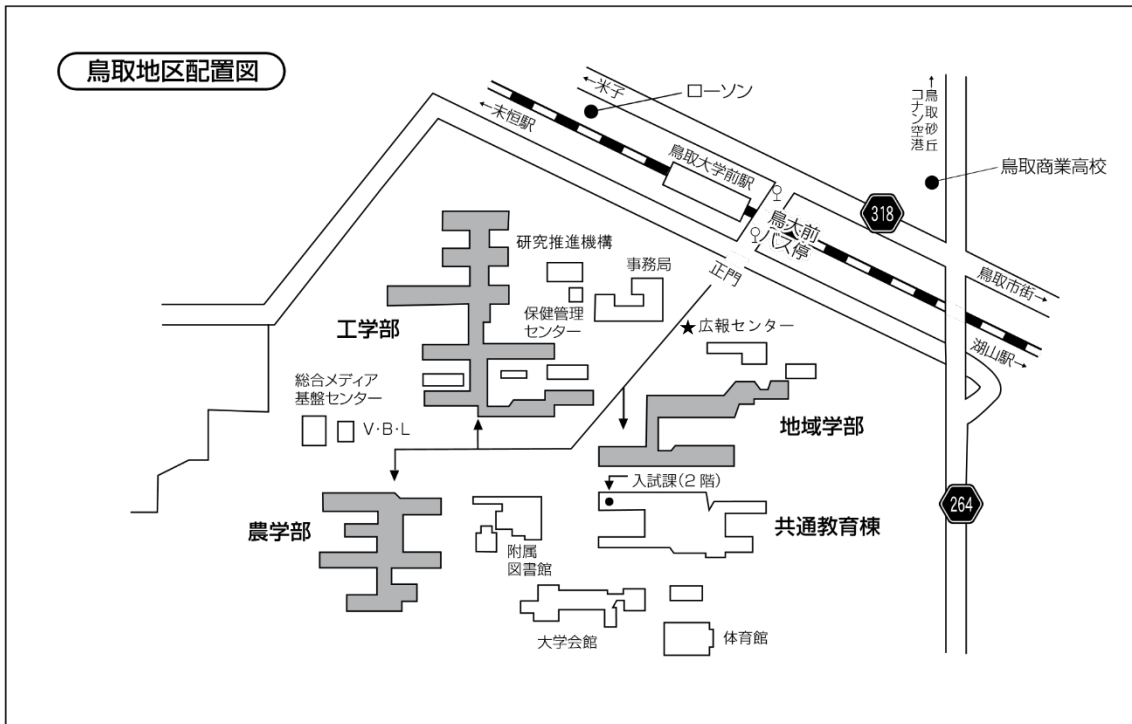 鳥取地区配置図
←米子
ローソン
←末恒駅
鳥取大学前駅
←鳥取砂丘
コナン空港
鳥取商業高校
318
鳥大前
バス停
鳥取市街→
湖山駅→
正門
研究推進機構
事務局
保健管理
センター
★広報センター
工学部
総合メディア
基盤センター
V・B・L
地域学部
入試課(2階)
共通教育棟
264
農学部
附属
図書館
大学会館
体育館